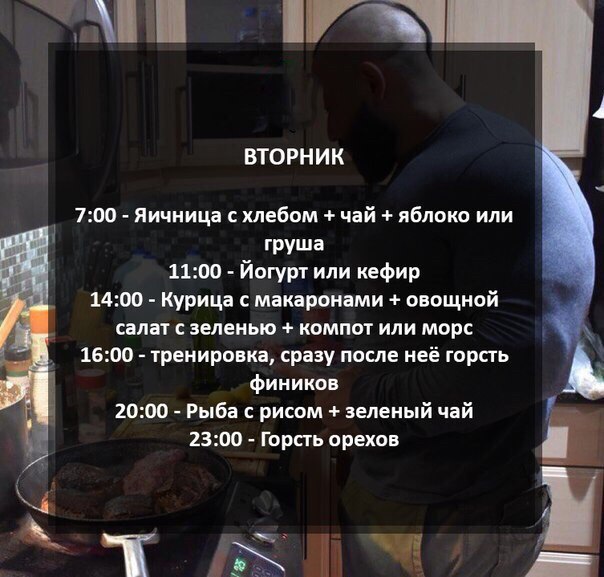 ВТОРНИК
7:00 - Яичница с хлебом + чай + яблоко или
груша
11:00 - Йогурт или кефир
14:00 - Курица с макаронами + овощной
салат с зеленью + компот или морс
16:00 - тренировка, сразу после неё горсть
фиников
20:00 - Рыба с рисом + зеленый чай
23:00 - Горсть орехов